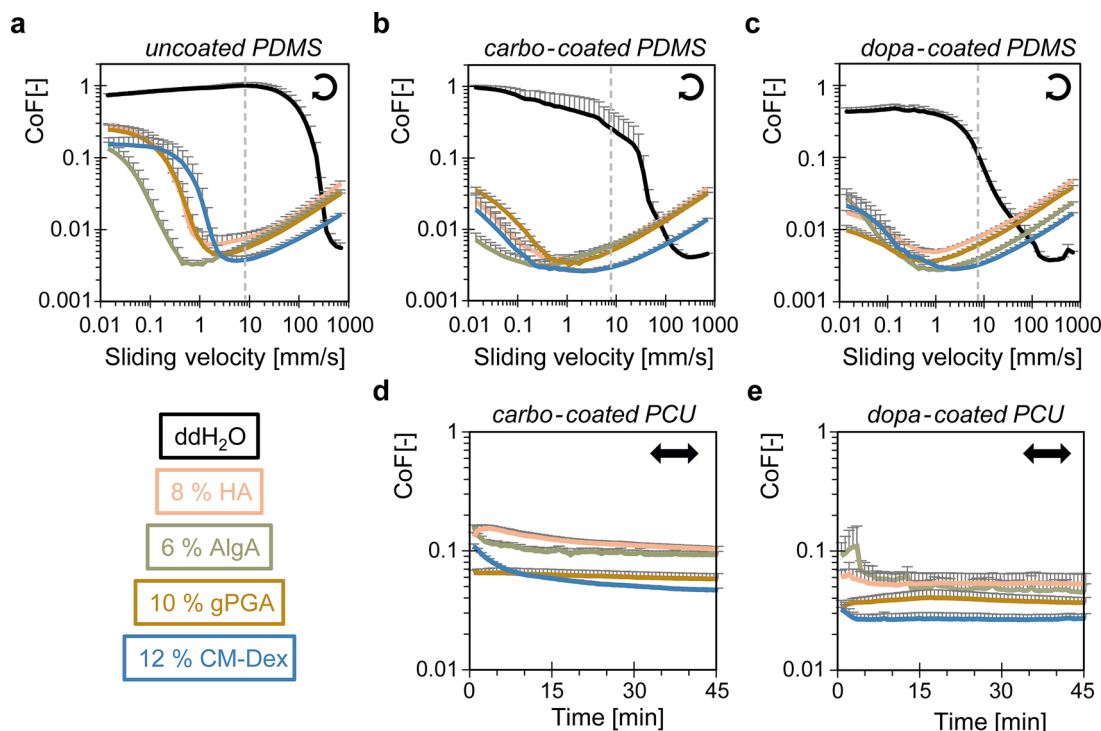 a
uncoated PDMS
CoF[-]
1
0.1
0.01
0.001
0.01 0.1 1 10 100 1000
Sliding velocity [mm/s]
b
carbo-coated PDMS
CoF[-]
1
0.1
0.01
0.001
0.01 0.1 1 10 100 1000
Sliding velocity [mm/s]
c
dopa-coated PDMS
CoF[-]
1
0.1
0.01
0.001
0.01 0.1 1 10 100 1000
Sliding velocity [mm/s]
ddH₂O
8 % HA
6 % AlgA
10 % gPGA
12 % CM-Dex
d
carbo-coated PCU
CoF[-]
1
0.1
0.01
0 15 30 45
Time [min]
e
dopa-coated PCU
CoF[-]
1
0.1
0.01
0 15 30 45
Time [min]